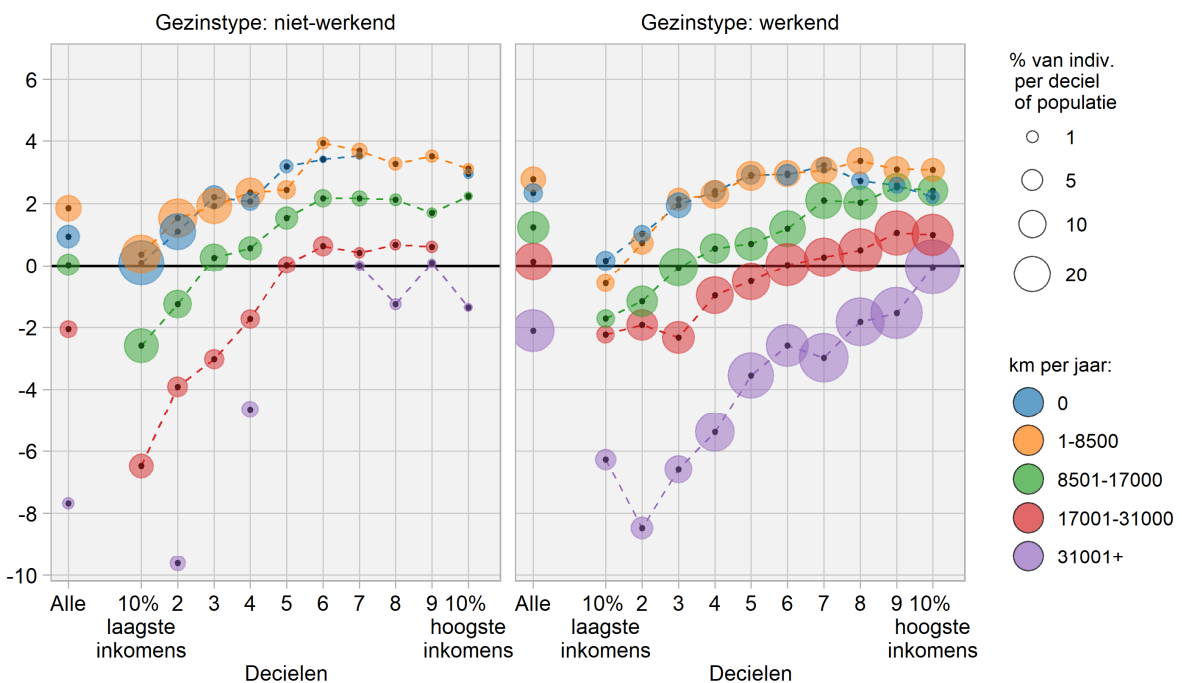 Gezinstype: niet-werkend
Gezinstype: werkend
6
4
2
0
-2
-4
-6
-8
-10
Alle 10% 2 3 4 5 6 7 8 9 10%
laagste hoogste
inkomens inkomens
Decielen
Alle 10% 2 3 4 5 6 7 8 9 10%
laagste hoogste
inkomens inkomens
Decielen
% van indiv.
per deciel
of populatie
1
5
10
20
km per jaar:
0
1-8500
8501-17000
17001-31000
31001+